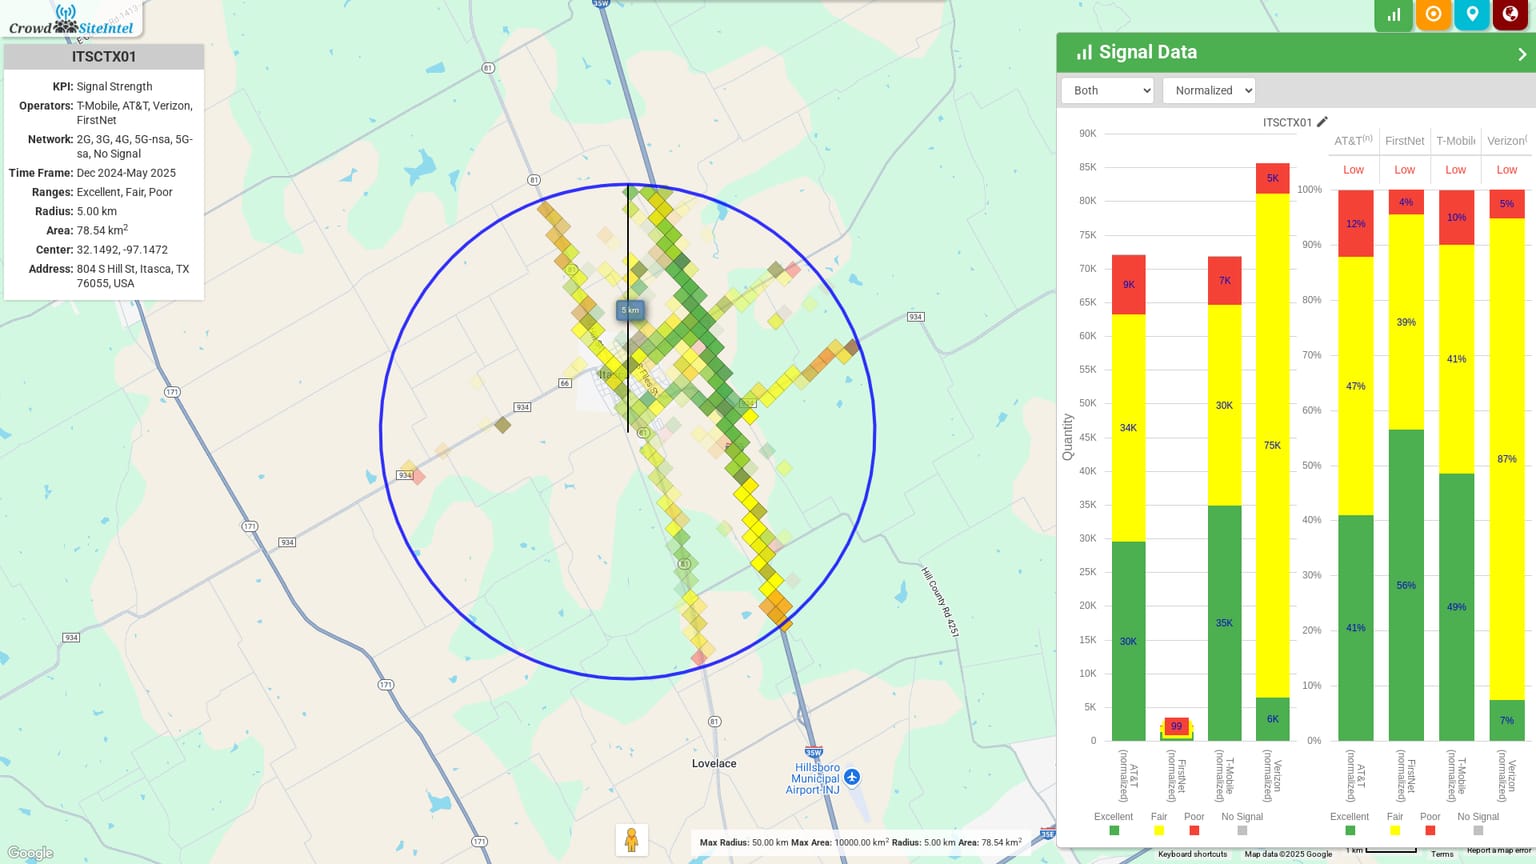 Crowd SiteIntel
ITSCTX01
KPI: Signal Strength
Operators: T-Mobile, AT&T, Verizon,
FirstNet
Network: 2G, 3G, 4G, 5G-nsa, 5G-
sa, No Signal
Time Frame: Dec 2024-May 2025
Ranges: Excellent, Fair, Poor
Radius: 5.00 km
Area: 78.54 km²
Center: 32.1492, -97.1472
Address: 804 S Hill St, Itasca, TX
76055, USA
35W
81
81
81
5 km
934
171
66
934
81
934
171
934
81
Hill County Rd 4251
934
171
81
35W
Lovelace
Hillsboro
Municipal
Airport-INJ
171
35E
Google
Max Radius: 50.00 km Max Area: 10000.00 km² Radius: 5.00 km Area: 78.54 km²
Signal Data
Both
Normalized
ITSCTX01
Quantity
90K
85K
80K
75K
70K
65K
60K
55K
50K
45K
40K
35K
30K
25K
20K
15K
10K
5K
0
9K
34K
30K
99
7K
30K
35K
5K
75K
6K
AT&T
(normalized)
FirstNet
(normalized)
T-Mobile
(normalized)
Verizon
(normalized)
Excellent Fair Poor No Signal
AT&T(n) FirstNet T-Mobile Verizon(
Low Low Low Low
100%
90%
80%
70%
60%
50%
40%
30%
20%
10%
0%
12%
47%
41%
4%
39%
56%
10%
41%
49%
5%
87%
7%
AT&T
(normalized)
FirstNet
(normalized)
T-Mobile
(normalized)
Verizon
(normalized)
Excellent Fair Poor No Signal
Keyboard shortcuts Map data ©2025 Google 1 km Terms Report a map error